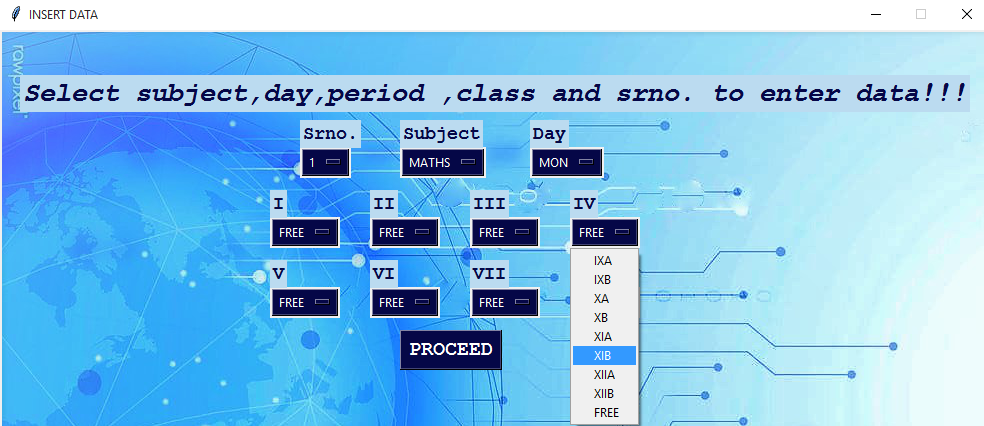 INSERT DATA
rawpixel
Select subject,day,period ,class and srno. to enter data!!!
Srno. Subject Day
1 MATHS MON
I II III IV
FREE FREE FREE FREE
V VI VII
FREE FREE FREE
PROCEED
IXA
IXB
XA
XB
XIA
XIB
XIIA
XIIB
FREE